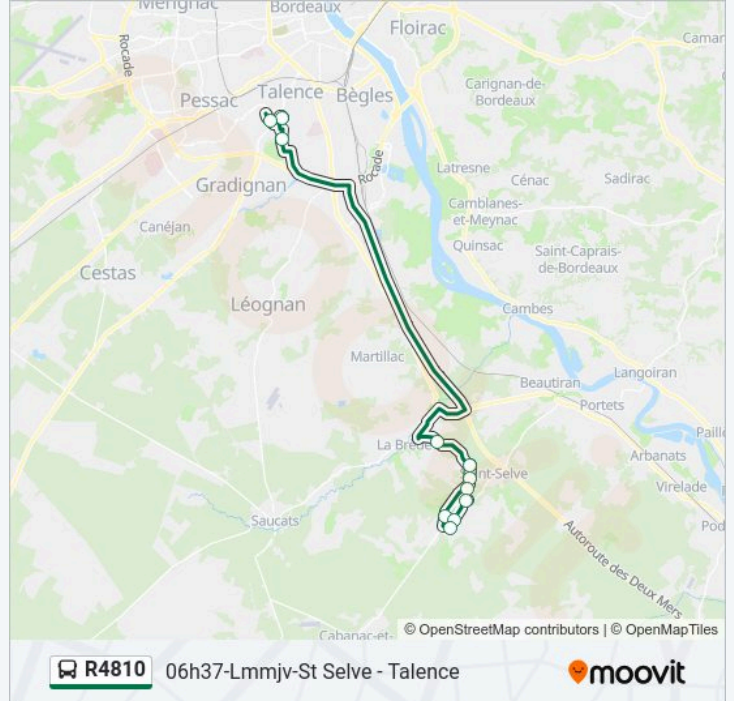 Mérignac
Bordeaux
Floirac
Camar
Rocade
Carignan-de-
Bordeaux
Pessac
Talence
Bègles
Rocade
Latresne
Cénac
Sadirac
Gradignan
Camblanes-
et-Meynac
Canéjan
Quinsac
Saint-Caprais-
de-Bordeaux
Cestas
Léognan
Cambes
Martillac
Langoiran
Beautiran
Portets
Paille
La Brède
Arbanats
Saint-Selve
Virelade
Saucats
Pod
Autoroute des Deux Mers
Cabanac-et-
© OpenStreetMap contributors | © OpenMapTiles
R4810
06h37-Lmmjv-St Selve - Talence
moovit